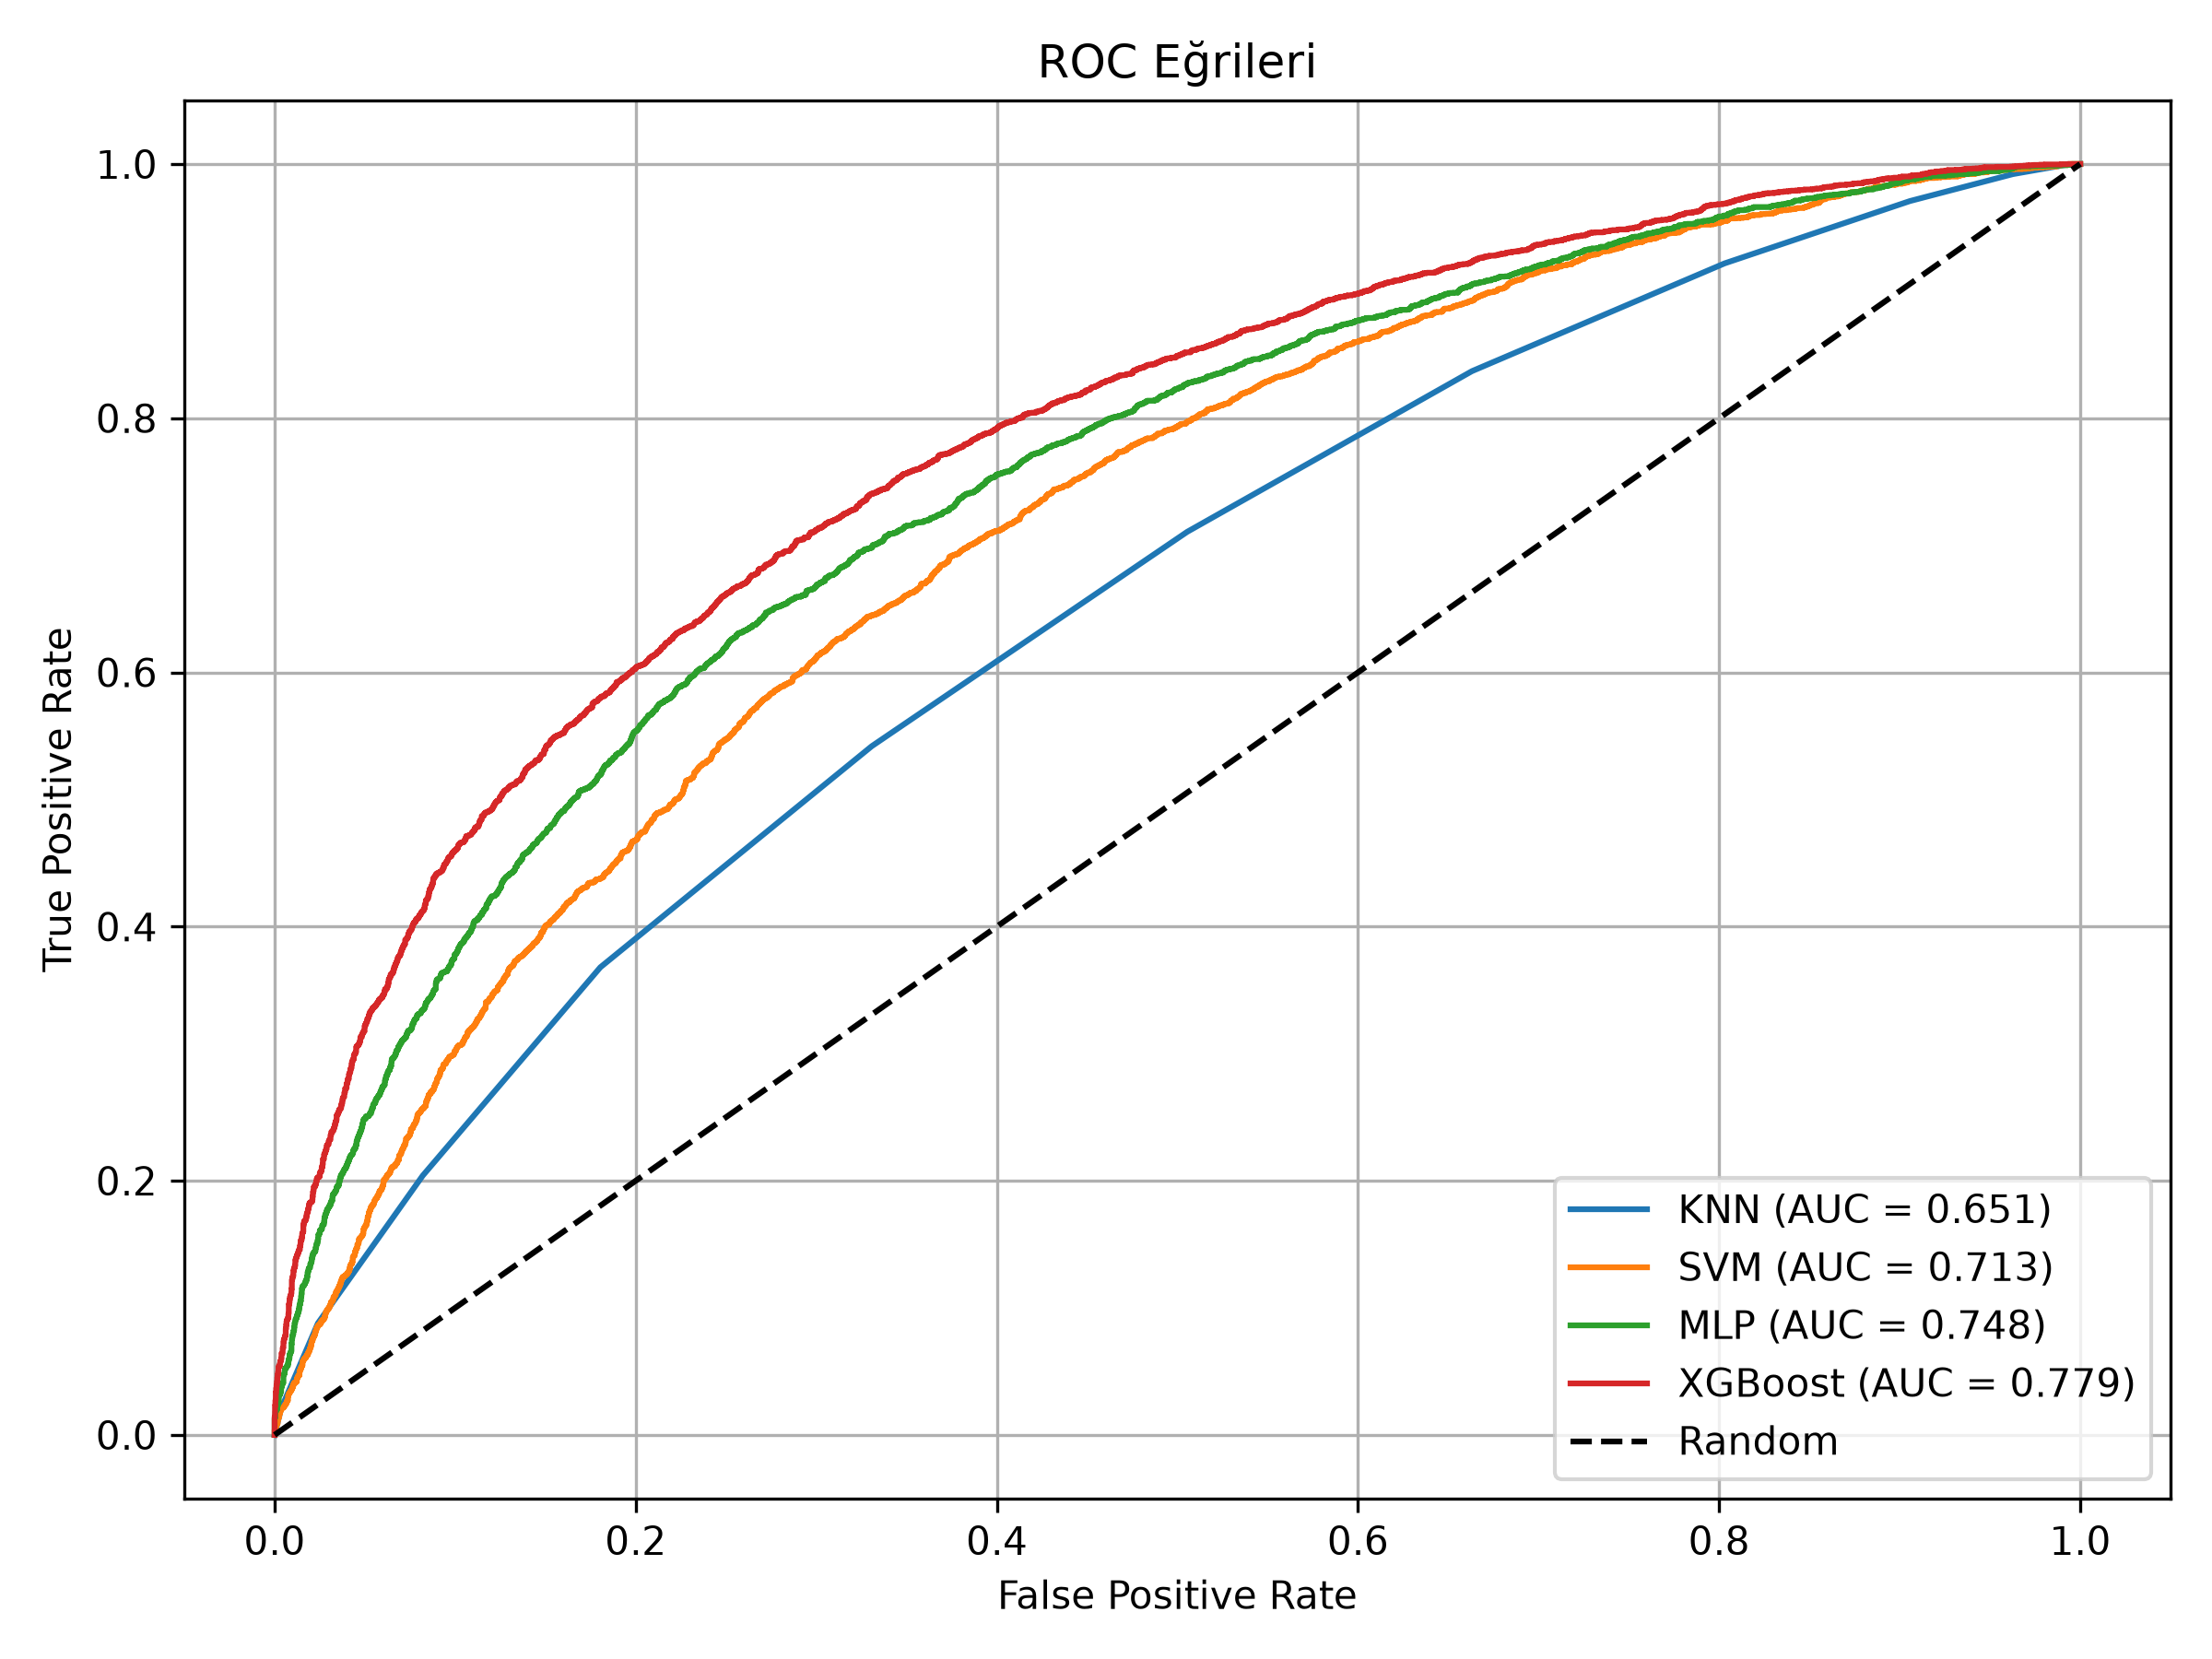 ROC Eğrileri
True Positive Rate
1.0
0.8
0.6
0.4
0.2
0.0
0.0 0.2 0.4 0.6 0.8 1.0
False Positive Rate
KNN (AUC = 0.651)
SVM (AUC = 0.713)
MLP (AUC = 0.748)
XGBoost (AUC = 0.779)
Random